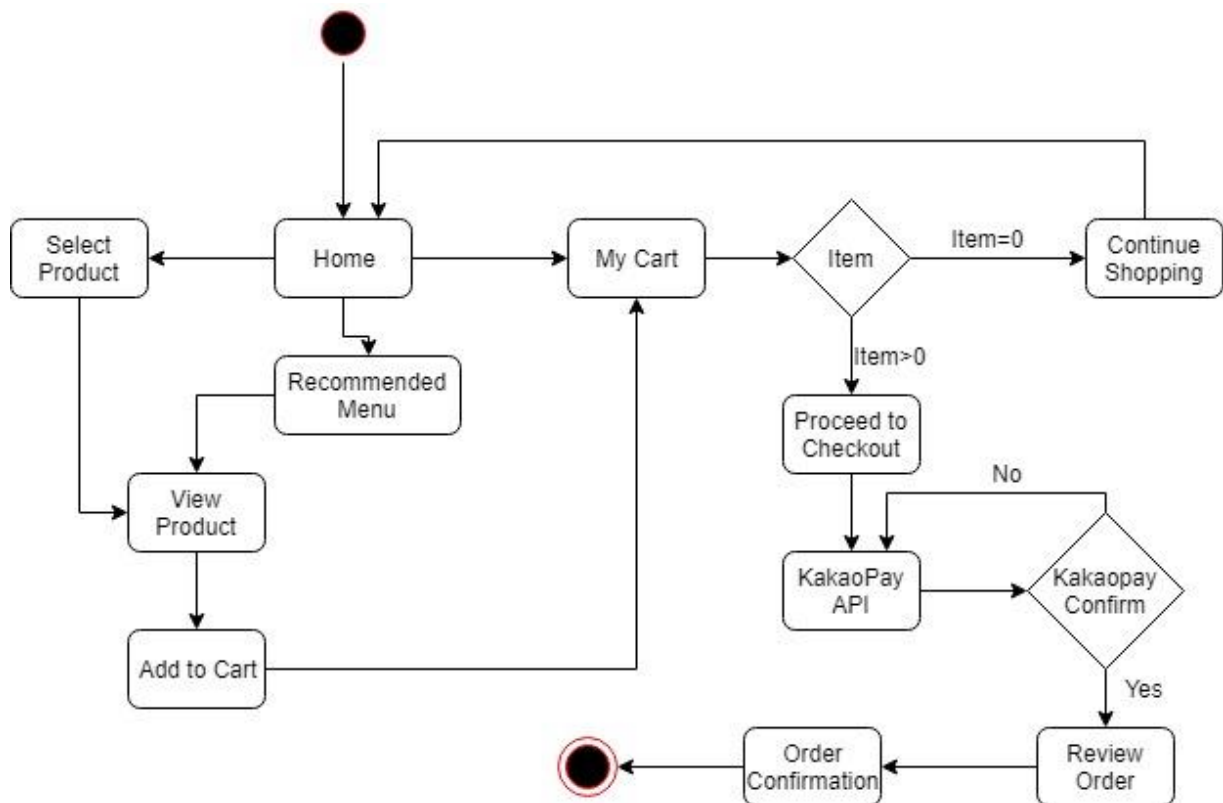 Select
Product
Home
My Cart
Item
Item=0
Continue
Shopping
Recommended
Menu
Item>0
Proceed to
Checkout
View
Product
No
KakaoPay
API
Kakaopay
Confirm
Add to Cart
Yes
Order
Confirmation
Review
Order